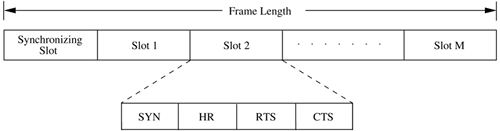 Frame Length
Synchronizing
Slot
Slot 1
Slot 2
. . . . . . .
Slot M
SYN
HR
RTS
CTS